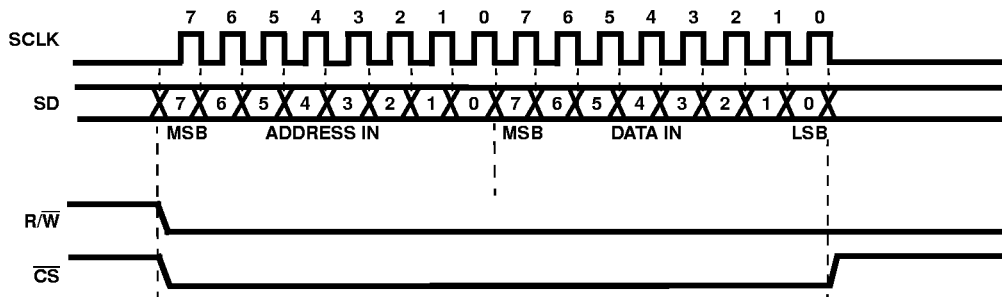 7 6 5 4 3 2 1 0 7 6 5 4 3 2 1 0
SCLK
SD 7 6 5 4 3 2 1 0 7 6 5 4 3 2 1 0
MSB ADDRESS IN MSB DATA IN LSB
R/W̅
C̅S̅